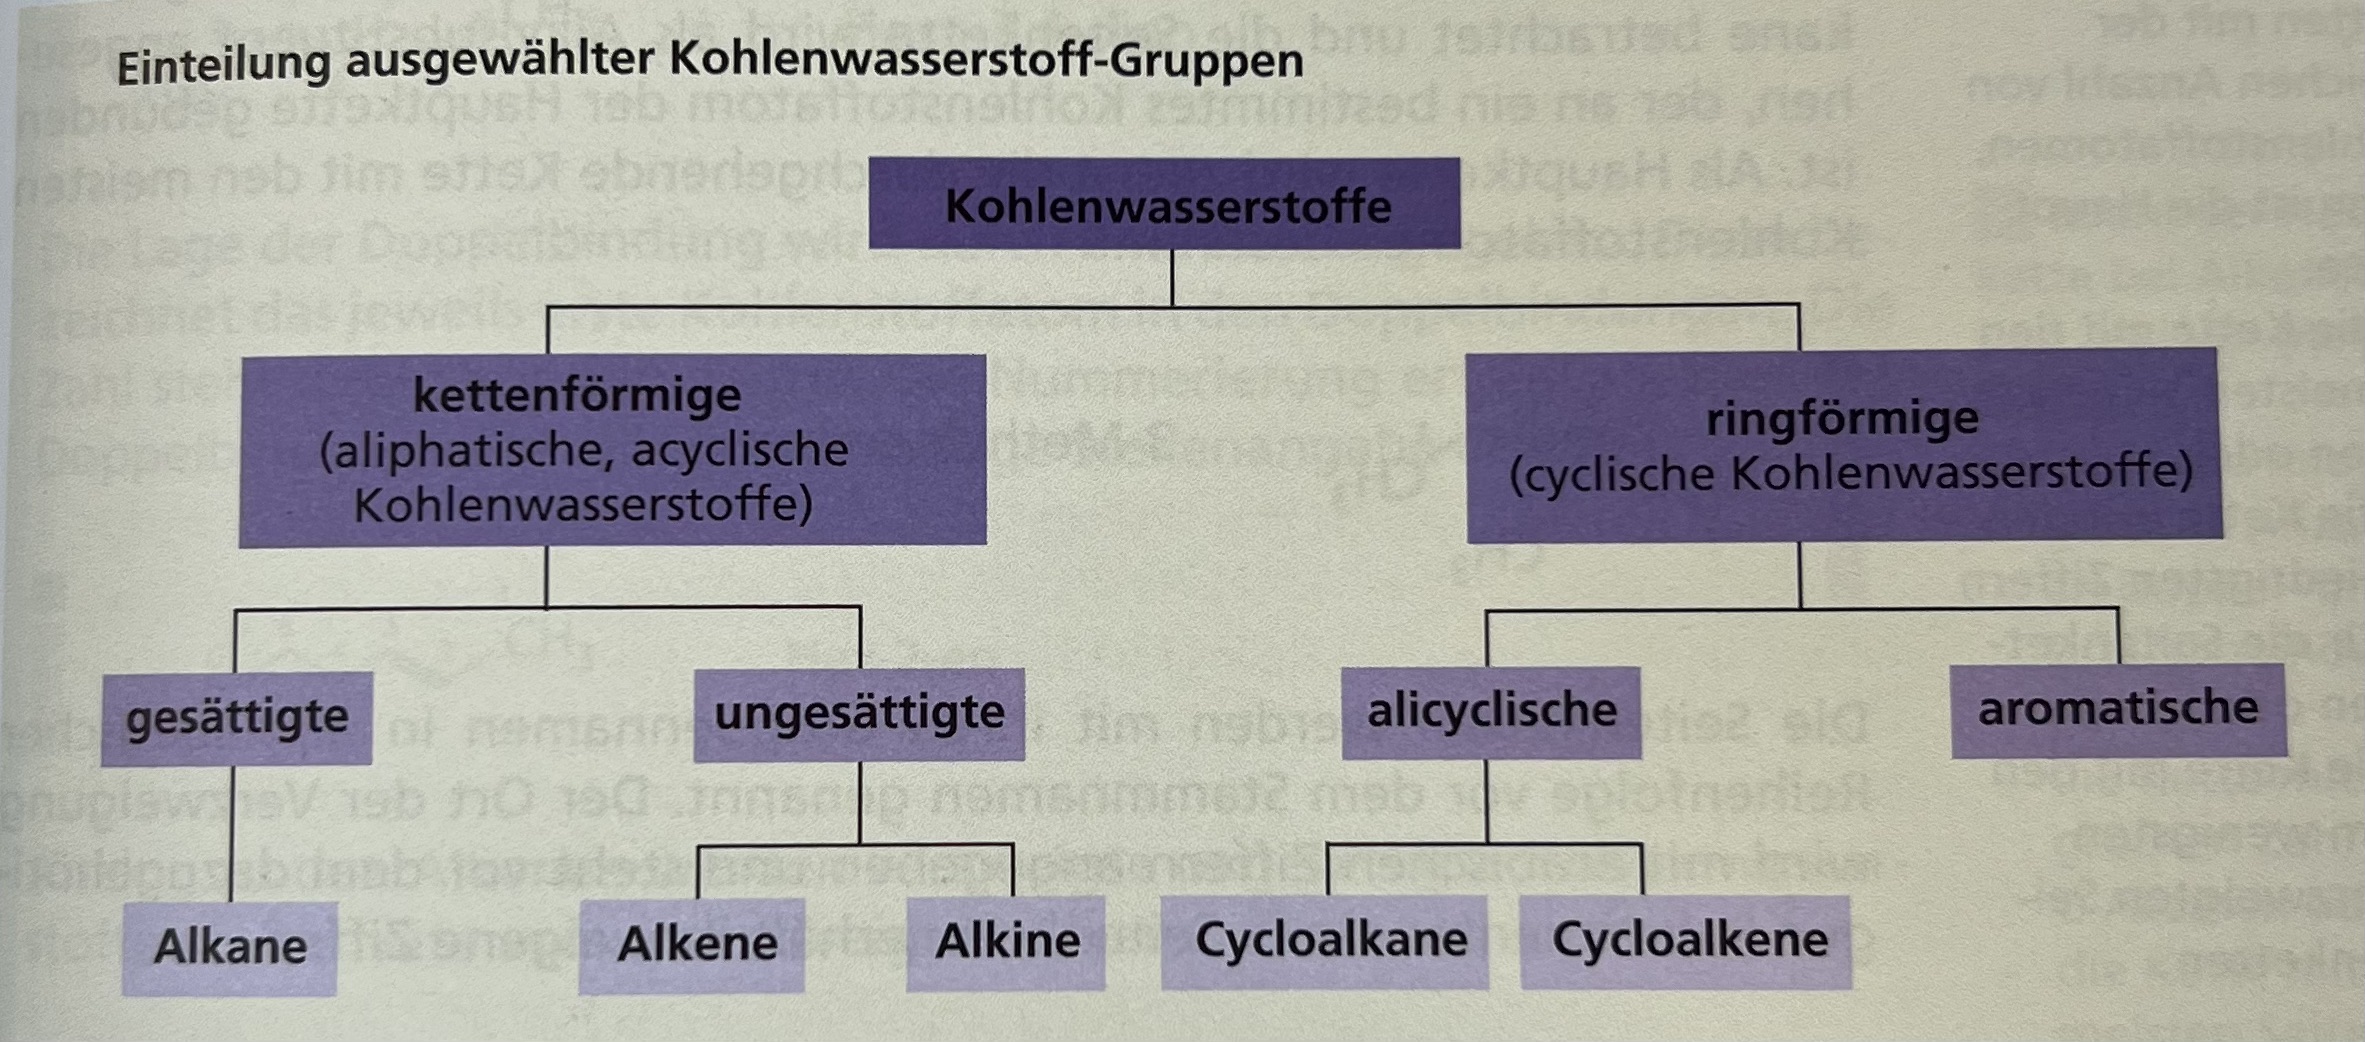 Einteilung ausgewählter Kohlenwasserstoff-Gruppen
Kohlenwasserstoffe
kettenförmige
(aliphatische, acyclische
Kohlenwasserstoffe)
ringförmige
(cyclische Kohlenwasserstoffe)
gesättigte
ungesättigte
alicyclische
aromatische
Alkane
Alkene
Alkine
Cycloalkane
Cycloalkene